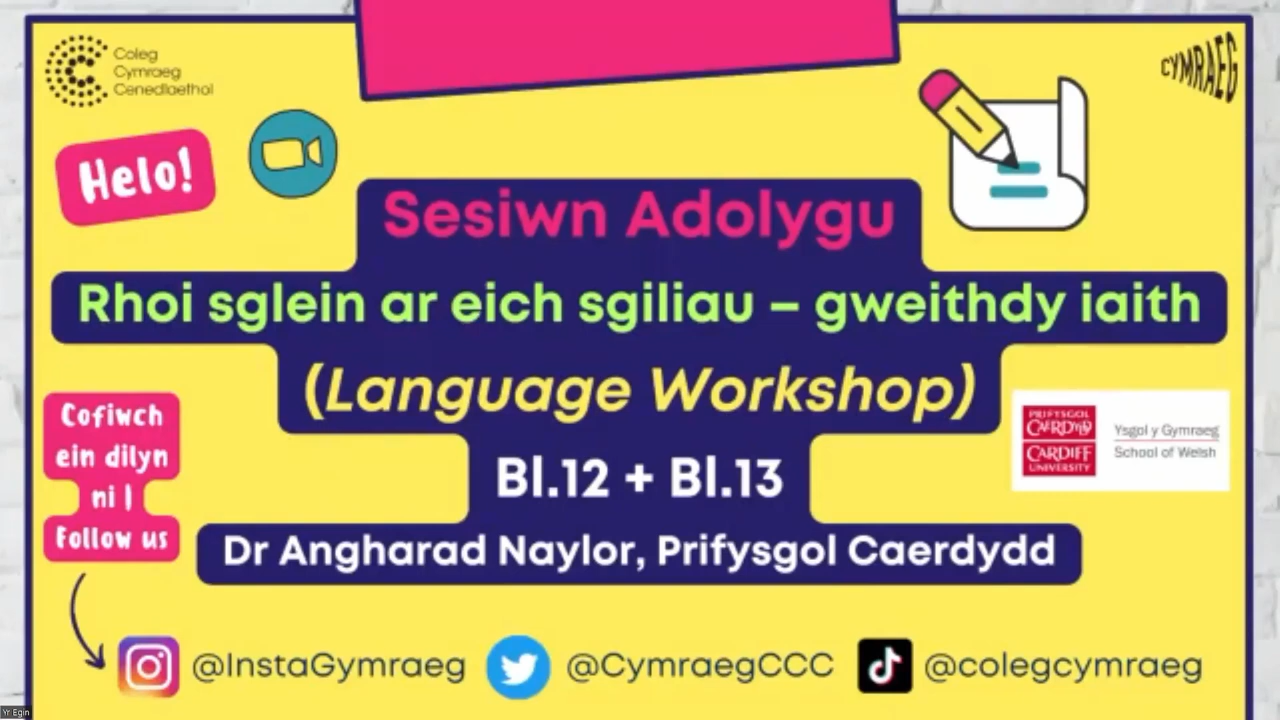 Coleg
Cymraeg
Cenedlaethol
CYMRAEG
Helo!
Sesiwn Adolygu
Rhoi sglein ar eich sgiliau – gweithdy iaith
(Language Workshop)
Bl.12 + Bl.13
Dr Angharad Naylor, Prifysgol Caerdydd
Cofiwch
ein dilyn
ni |
Follow us
PRIFYSGOL
CAERDYDD
CARDIFF
UNIVERSITY
Ysgol y Gymraeg
School of Welsh
@InstaGymraeg
@CymraegCCC
@colegcymraeg
Yr Egin